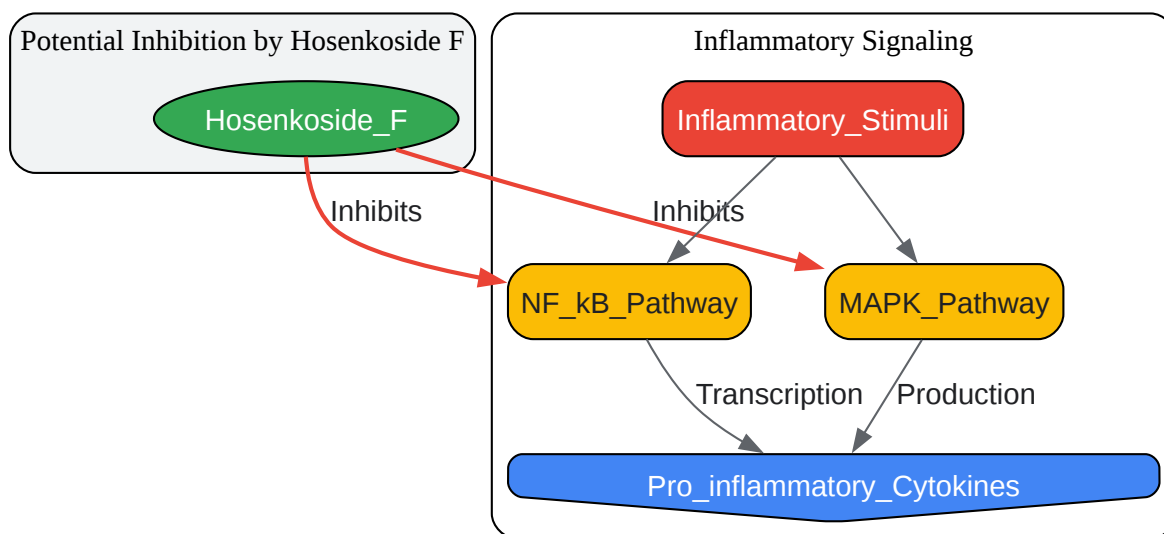 Potential Inhibition by Hosenkoside F
Inflammatory Signaling
Hosenkoside_F
Inflammatory_Stimuli
Inhibits
Inhibits
NF_kB_Pathway
MAPK_Pathway
Transcription
Production
Pro_inflammatory_Cytokines